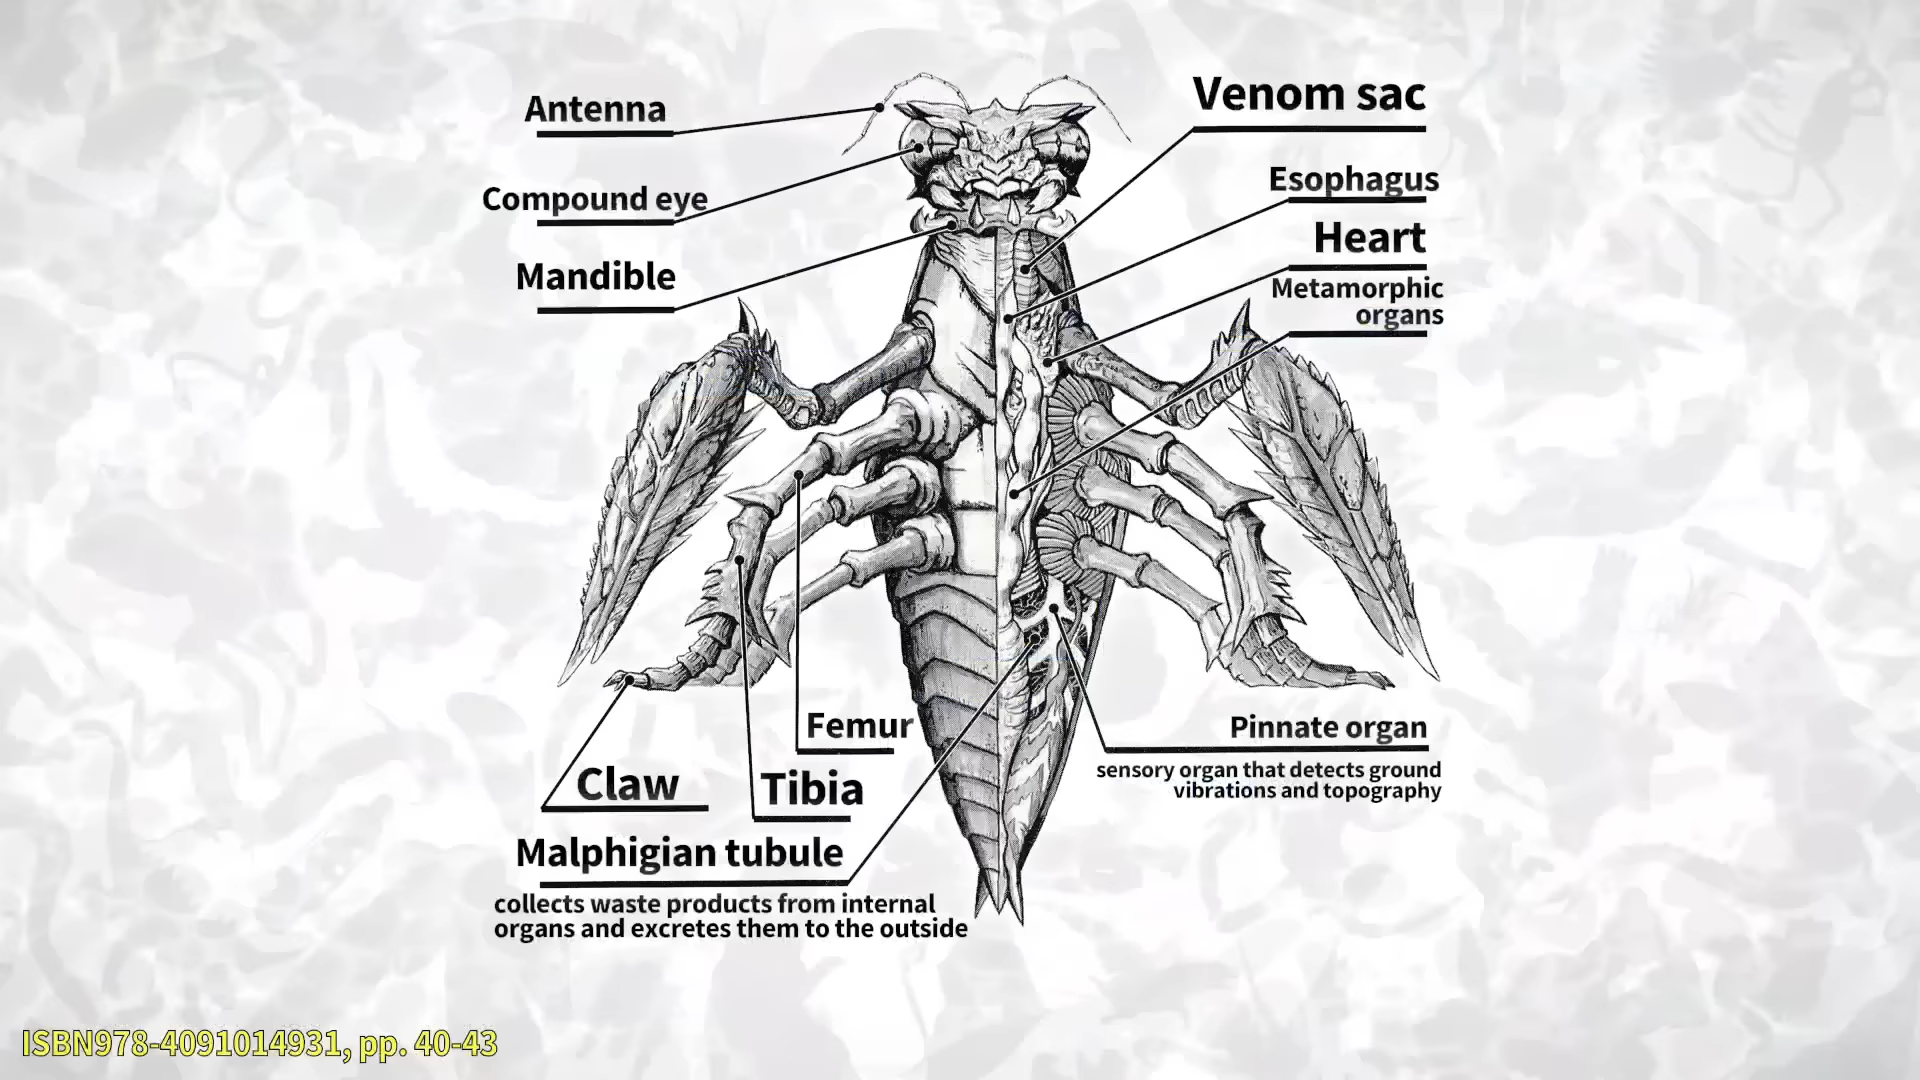 Antenna
Compound eye
Mandible
Venom sac
Esophagus
Heart
Metamorphic
organs
Femur
Claw
Tibia
Malphigian tubule
collects waste products from internal
organs and excretes them to the outside
Pinnate organ
sensory organ that detects ground
vibrations and topography
ISBN978-4091014931, pp. 40-43